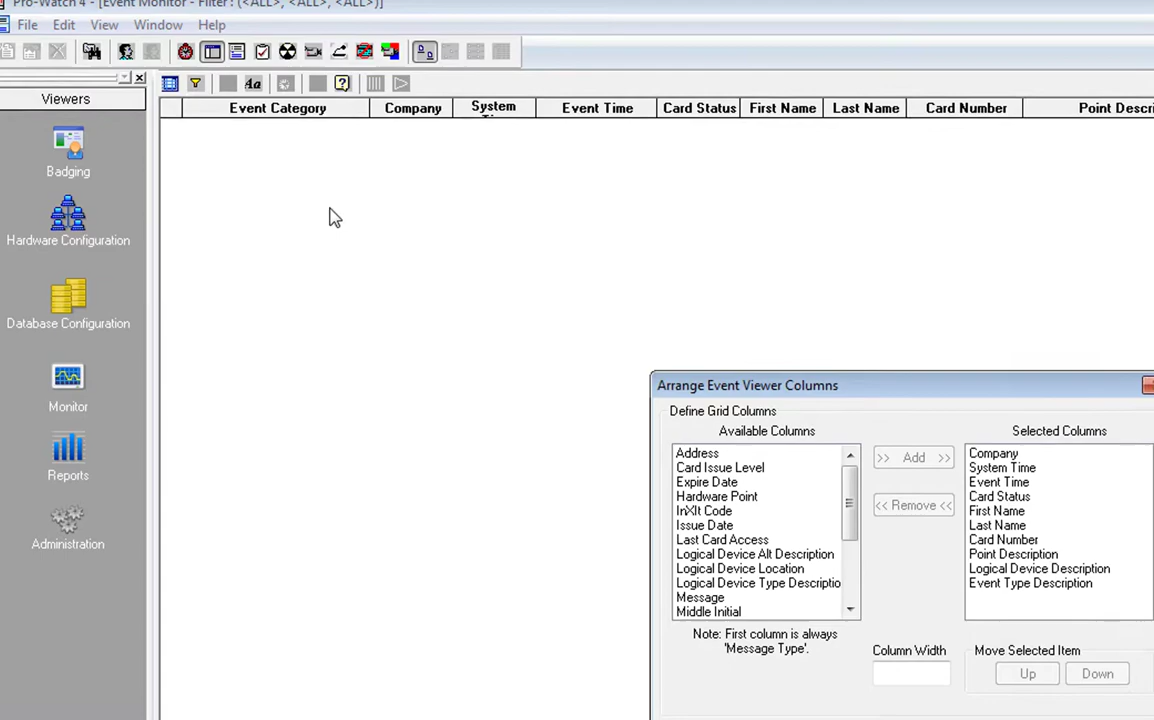 Pro-Watch 4 - [Event Monitor - Filter : (<ALL>, <ALL>, <ALL>)]
File Edit View Window Help
Viewers
Aa
Event Category Company System Event Time Card Status First Name Last Name Card Number Point Descri
Badging
Hardware Configuration
Database Configuration
Monitor
Reports
Administration
Arrange Event Viewer Columns
Define Grid Columns
Available Columns
Address
Card Issue Level
Expire Date
Hardware Point
InXIt Code
Issue Date
Last Card Access
Logical Device Alt Description
Logical Device Location
Logical Device Type Descriptio
Message
Middle Initial
Note: First column is always
'Message Type'.
>> Add >>
<< Remove <<
Column Width
Selected Columns
Company
System Time
Event Time
Card Status
First Name
Last Name
Card Number
Point Description
Logical Device Description
Event Type Description
Move Selected Item
Up Down